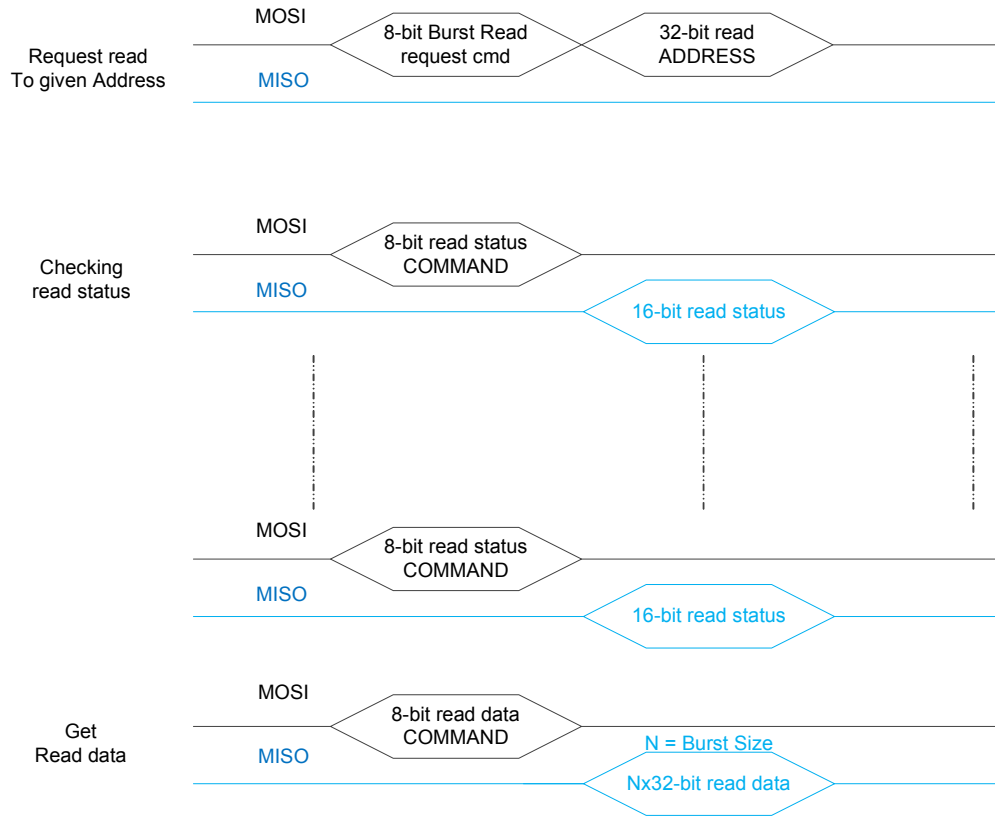 MOSI
8-bit Burst Read
request cmd
32-bit read
ADDRESS
Request read
To given Address
MISO
MOSI
8-bit read status
COMMAND
Checking
read status
MISO
16-bit read status
MOSI
8-bit read status
COMMAND
MISO
16-bit read status
MOSI
8-bit read data
COMMAND
Get
Read data
MISO
N = Burst Size
Nx32-bit read data